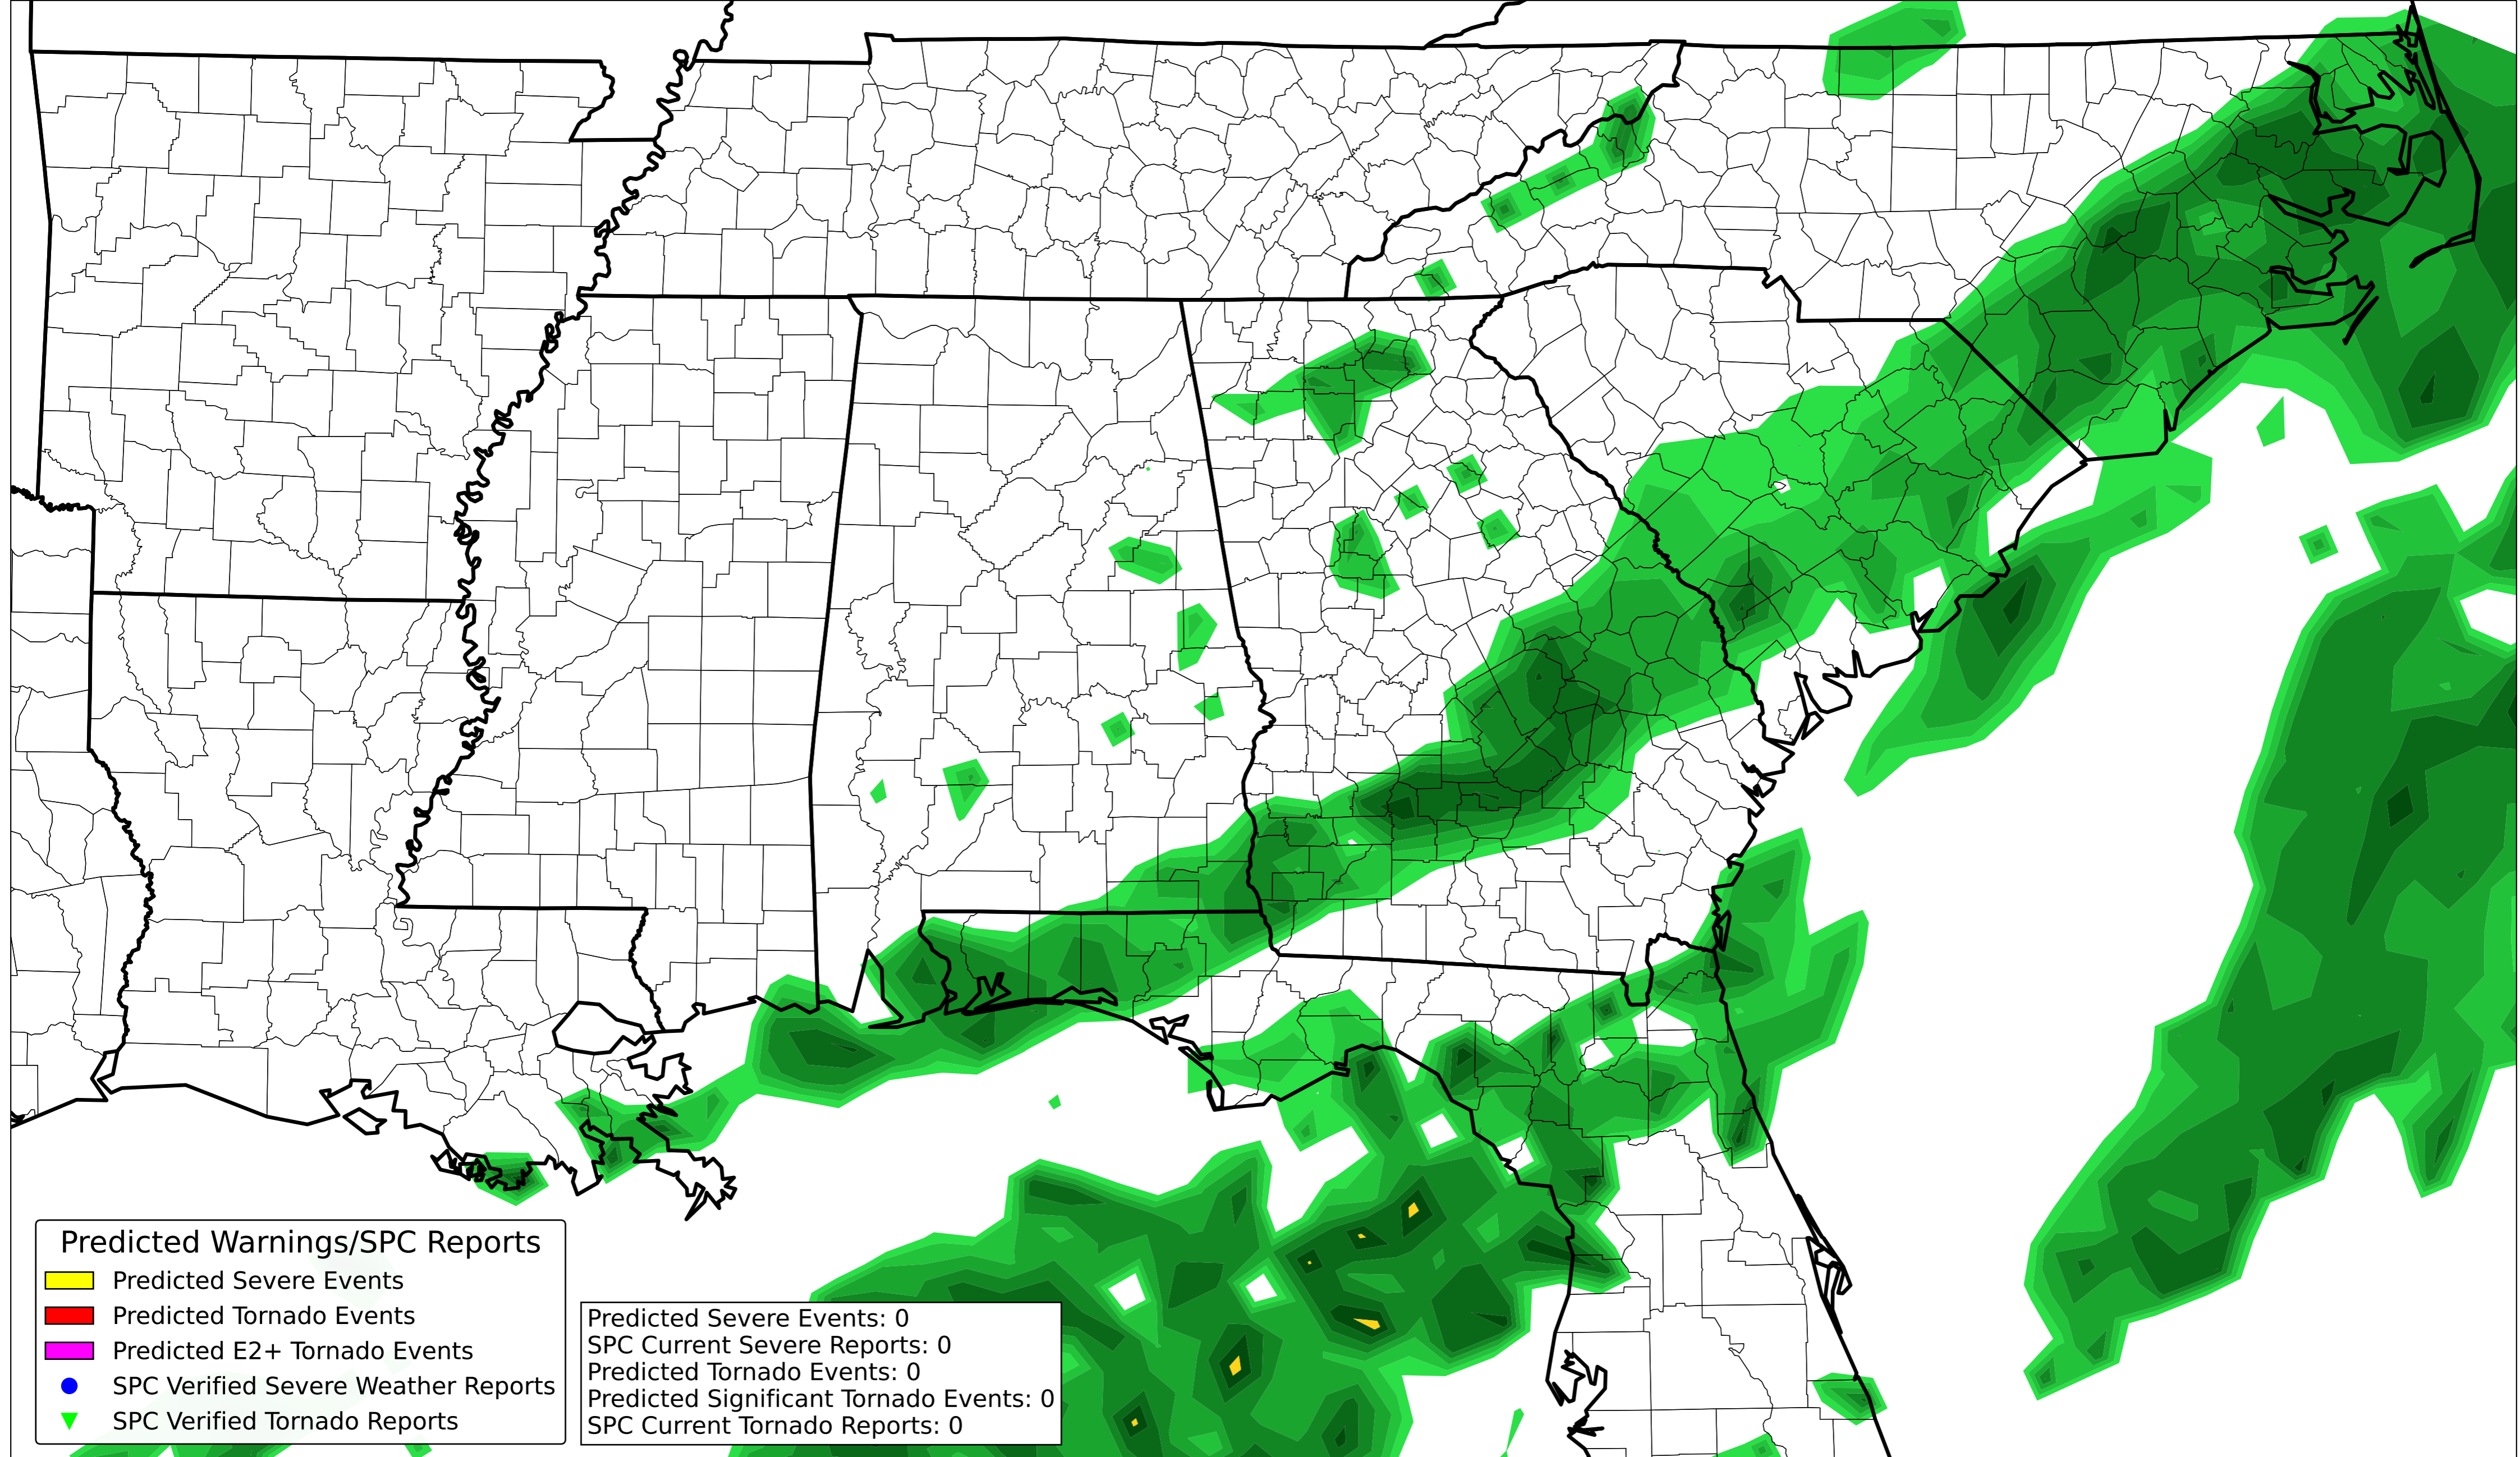 Predicted Warnings/SPC Reports
Predicted Severe Events
Predicted Tornado Events
Predicted E2+ Tornado Events
SPC Verified Severe Weather Reports
SPC Verified Tornado Reports
Predicted Severe Events: 0
SPC Current Severe Reports: 0
Predicted Tornado Events: 0
Predicted Significant Tornado Events: 0
SPC Current Tornado Reports: 0